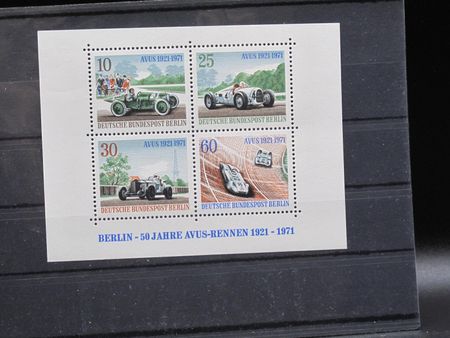 10 AVUS 1921-1971
DEUTSCHE BUNDESPOST BERLIN
25 AVUS 1921-1971
DEUTSCHE BUNDESPOST BERLIN
30 AVUS 1921-1971
DEUTSCHE BUNDESPOST BERLIN
60 AVUS 1921-1971
DEUTSCHE BUNDESPOST BERLIN
BERLIN - 50 JAHRE AVUS-RENNEN 1921 - 1971